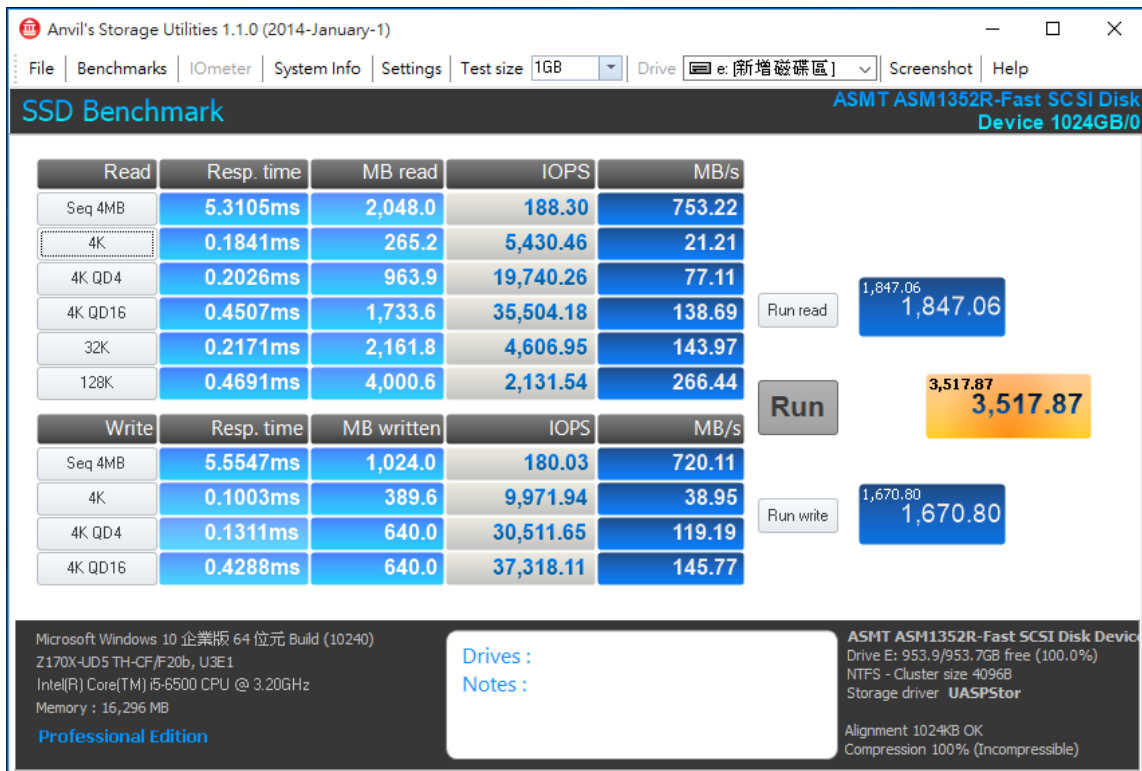 Anvil's Storage Utilities 1.1.0 (2014-January-1)
File Benchmarks IOmeter System Info Settings Test size 1GB Drive e: [新增磁碟區] Screenshot Help
SSD Benchmark
ASMT ASM1352R-Fast SCSI Disk
Device 1024GB/0
Read Resp. time MB read IOPS MB/s
Seq 4MB 5.3105ms 2,048.0 188.30 753.22
4K 0.1841ms 265.2 5,430.46 21.21
4K QD4 0.2026ms 963.9 19,740.26 77.11
4K QD16 0.4507ms 1,733.6 35,504.18 138.69
32K 0.2171ms 2,161.8 4,606.95 143.97
128K 0.4691ms 4,000.6 2,131.54 266.44
Run read
1,847.06
1,847.06
Run
3,517.87
3,517.87
Write Resp. time MB written IOPS MB/s
Seq 4MB 5.5547ms 1,024.0 180.03 720.11
4K 0.1003ms 389.6 9,971.94 38.95
4K QD4 0.1311ms 640.0 30,511.65 119.19
4K QD16 0.4288ms 640.0 37,318.11 145.77
Run write
1,670.80
1,670.80
Microsoft Windows 10 企業版 64 位元 Build (10240)
Z170X-UD5 TH-CF/F20b, U3E1
Intel(R) Core(TM) i5-6500 CPU @ 3.20GHz
Memory : 16,296 MB
Professional Edition
Drives :
Notes :
ASMT ASM1352R-Fast SCSI Disk Devic
Drive E: 953.9/953.7GB free (100.0%)
NTFS - Cluster size 4096B
Storage driver UASPStor
Alignment 1024KB OK
Compression 100% (Incompressible)